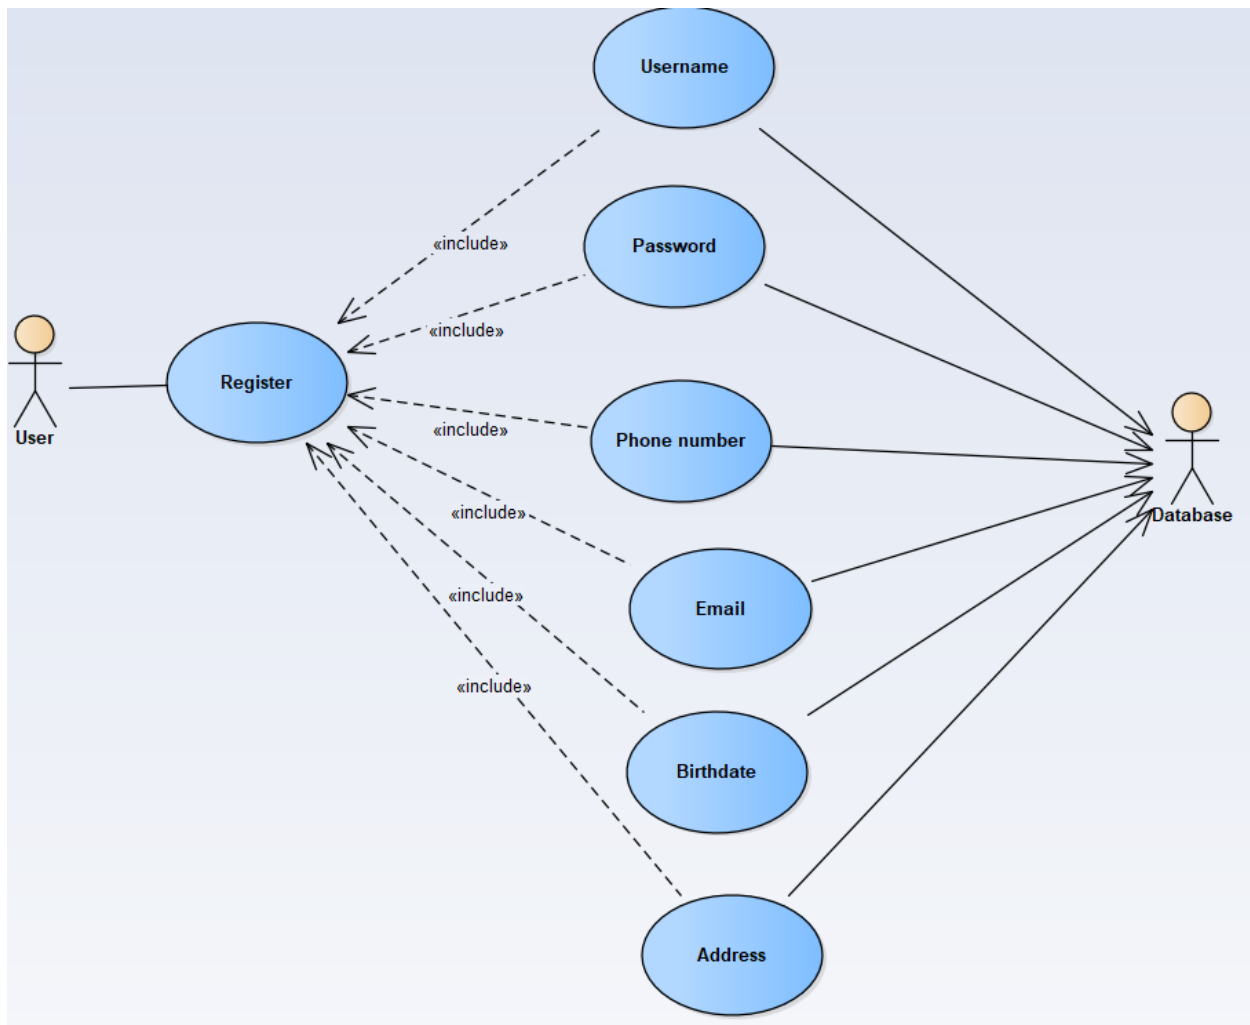 Username
«include»
Password
«include»
Register
User
«include»
Phone number
Database
«include»
Email
«include»
Birthdate
«include»
Address